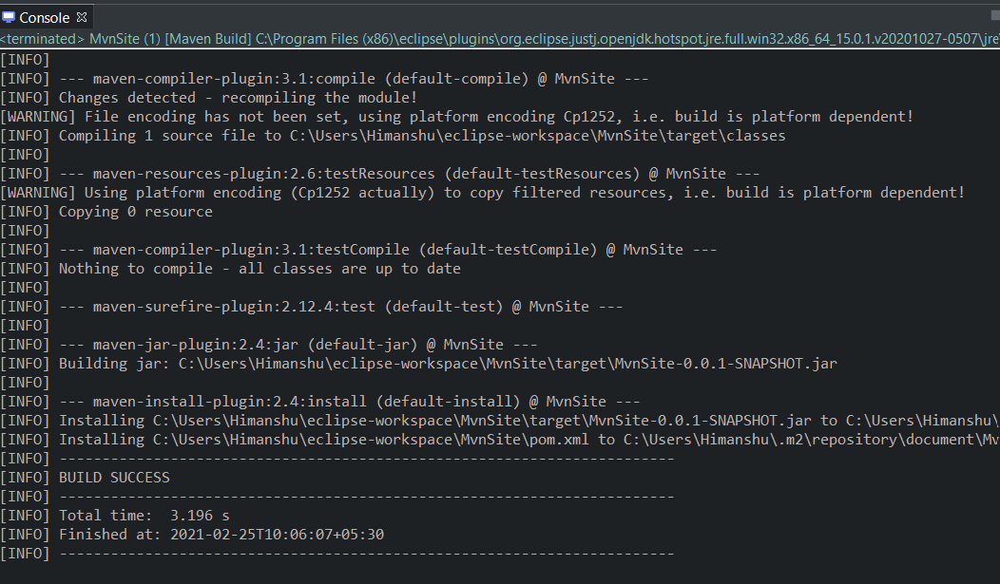 Console
<terminated> MvnSite (1) [Maven Build] C:\Program Files (x86)\eclipse\plugins\org.eclipse.justj.openjdk.hotspot.jre.full.win32.x86_64_15.0.1.v20201027-0507\jre
[INFO]
[INFO] --- maven-compiler-plugin:3.1:compile (default-compile) @ MvnSite ---
[INFO] Changes detected - recompiling the module!
[WARNING] File encoding has not been set, using platform encoding Cp1252, i.e. build is platform dependent!
[INFO] Compiling 1 source file to C:\Users\Himanshu\eclipse-workspace\MvnSite\target\classes
[INFO]
[INFO] --- maven-resources-plugin:2.6:testResources (default-testResources) @ MvnSite ---
[WARNING] Using platform encoding (Cp1252 actually) to copy filtered resources, i.e. build is platform dependent!
[INFO] Copying 0 resource
[INFO]
[INFO] --- maven-compiler-plugin:3.1:testCompile (default-testCompile) @ MvnSite ---
[INFO] Nothing to compile - all classes are up to date
[INFO]
[INFO] --- maven-surefire-plugin:2.12.4:test (default-test) @ MvnSite ---
[INFO]
[INFO] --- maven-jar-plugin:2.4:jar (default-jar) @ MvnSite ---
[INFO] Building jar: C:\Users\Himanshu\eclipse-workspace\MvnSite\target\MvnSite-0.0.1-SNAPSHOT.jar
[INFO]
[INFO] --- maven-install-plugin:2.4:install (default-install) @ MvnSite ---
[INFO] Installing C:\Users\Himanshu\eclipse-workspace\MvnSite\target\MvnSite-0.0.1-SNAPSHOT.jar to C:\Users\Himanshu\
[INFO] Installing C:\Users\Himanshu\eclipse-workspace\MvnSite\pom.xml to C:\Users\Himanshu\.m2\repository\document\Mv
[INFO] ------------------------------------------------------------------------
[INFO] BUILD SUCCESS
[INFO] ------------------------------------------------------------------------
[INFO] Total time:  3.196 s
[INFO] Finished at: 2021-02-25T10:06:07+05:30
[INFO] ------------------------------------------------------------------------